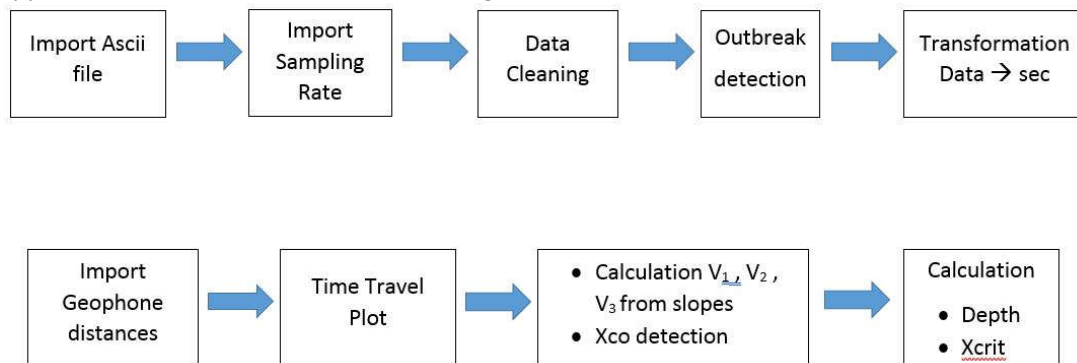 Import Ascii
file
Import
Sampling
Rate
Data
Cleaning
Outbreak
detection
Transformation
Data → sec
Import
Geophone
distances
Time Travel
Plot
• Calculation V₁ , V₂ ,
V₃ from slopes
• Xco detection
Calculation
• Depth
• Xcrit